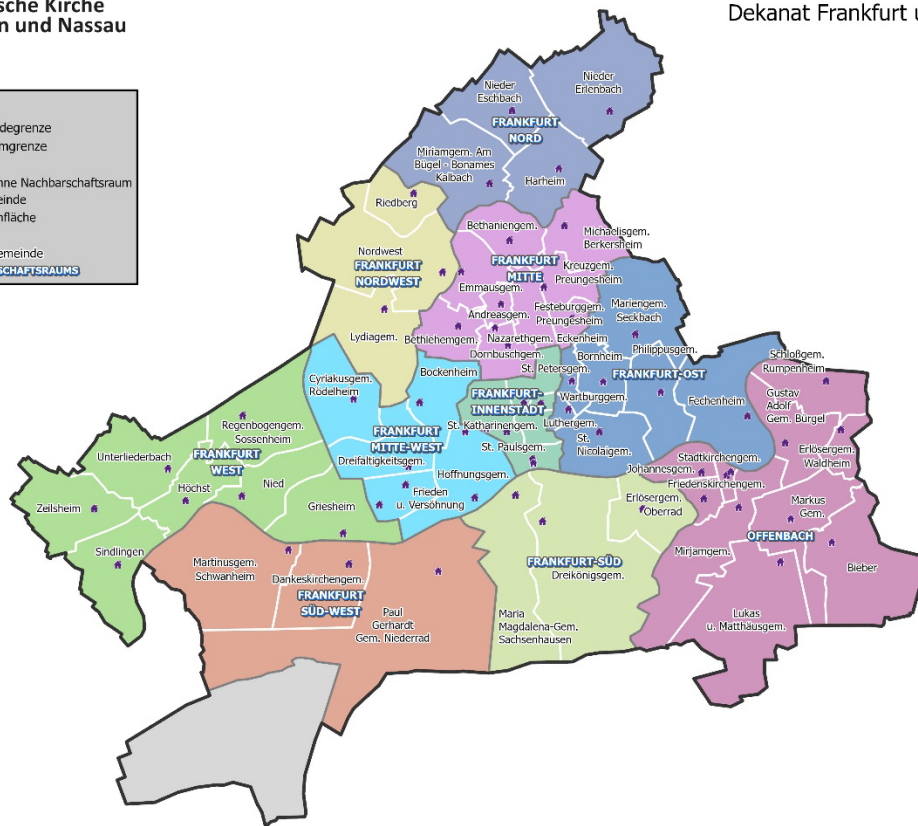 sche Kirche
n und Nassau
Dekanat Frankfurt u
degrenze
mgrenze
nne Nachbarschaftsraum
einde
nfläche
emeinde
SCHAFTSRAUMS
Nieder
Eschbach
Nieder
Erlenbach
FRANKFURT
NORD
Miriamgem. Am
Bügel - Bonames
Kalbach
Harheim
Riedberg
Nordwest
FRANKFURT
NORDWEST
Lydiagem.
Bethaniengem.
Michaelisgem.
Berkersheim
FRANKFURT
MITTE
Kreuzgem.
Preungesheim
Emmausgem.
Andreasgem.
Festeburggem.
Preungesheim
Bethlehemgem.
Nazarethgem. Eckenheim
Dornbuschgem.
Mariengem.
Seckbach
Bornheim
Philippusgem.
FRANKFURT-OST
Wartburggem.
Fechenheim
Luthergem.
St.
Nicolaigem.
St. Petersgem.
FRANKFURT-
INNENSTADT
St. Katharinengem.
St. Paulsgem.
Cyriakusgem.
Rödelheim
Bockenheim
FRANKFURT
MITTE-WEST
Dreifaltigkeitsgem.
Hoffnungsgem.
Frieden
u. Versöhnung
Regenbogengem.
Sossenheim
Unterliederbach
FRANKFURT
WEST
Höchst
Nied
Zeilsheim
Griesheim
Sindlingen
Martinusgem.
Schwanheim
Dankeskirchengem.
FRANKFURT
SÜD-WEST
Paul
Gerhardt
Gem. Niederrad
Erlösergem.
Oberrad
FRANKFURT-SÜD
Dreikönigsgem.
Maria
Magdalena-Gem.
Sachsenhausen
Schloßgem.
Rumpenheim
Gustav
Adolf
Gem. Bürgel
Erlösergem.
Waldheim
Stadtkirchengem.
Johannesgem.
Friedenskirchengem.
Markus
Gem.
OFFENBACH
Mirjamgem.
Bieber
Lukas
u. Matthäusgem.